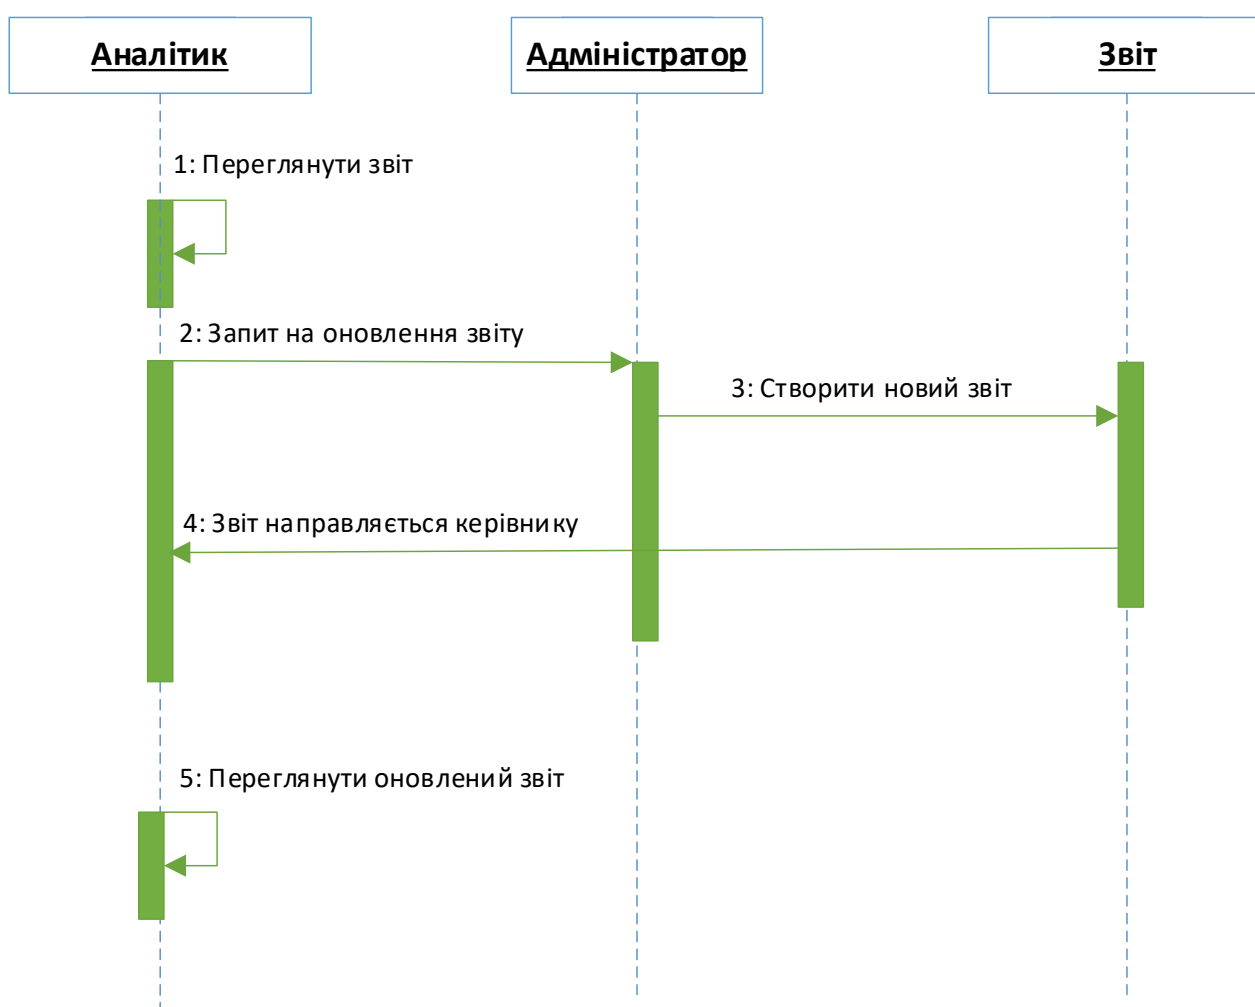 Аналітик
Адміністратор
Звіт
1: Переглянути звіт
2: Запит на оновлення звіту
3: Створити новий звіт
4: Звіт направляється керівнику
5: Переглянути оновлений звіт